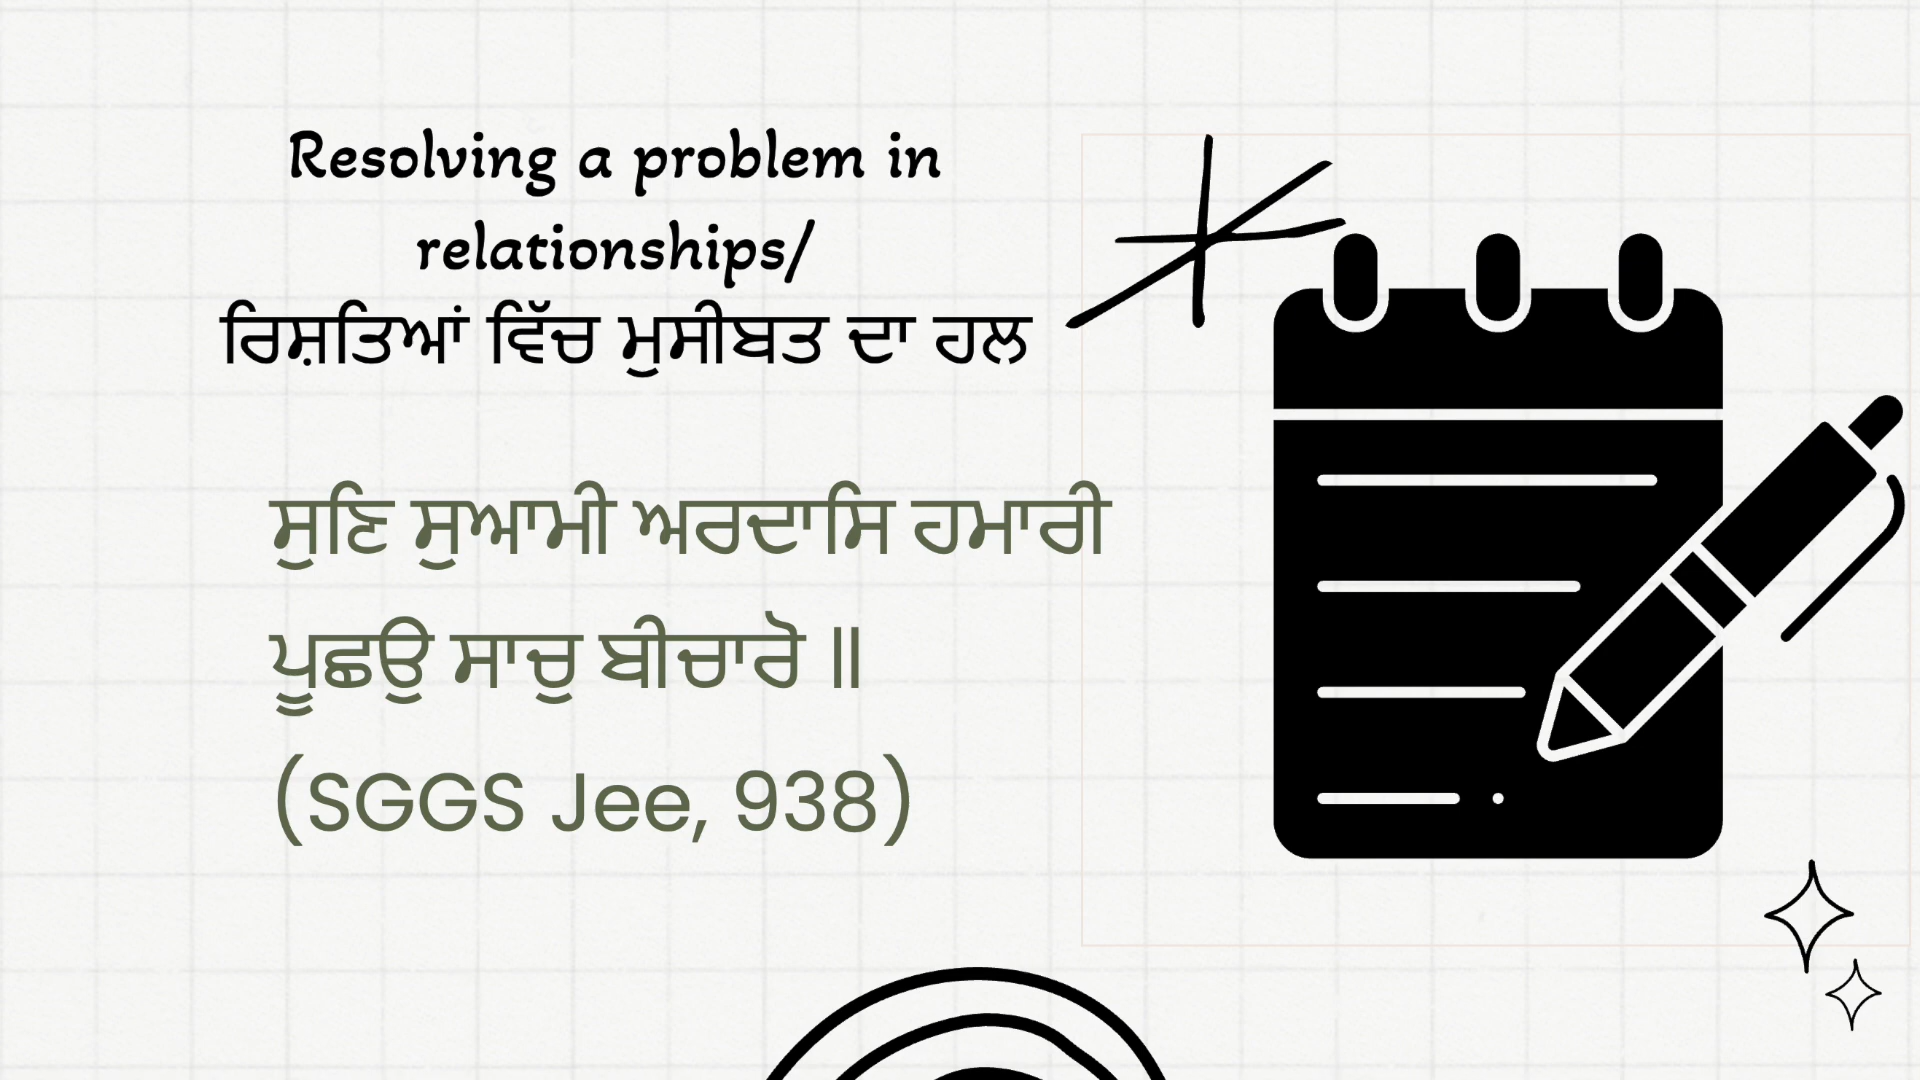 Resolving a problem in
relationships/
ਰਿਸ਼ਤਿਆਂ ਵਿੱਚ ਮੁਸੀਬਤ ਦਾ ਹਲ
ਸੁਣਿ ਸੁਆਮੀ ਅਰਦਾਸਿ ਹਮਾਰੀ
ਪੂਛਉ ਸਾਚੁ ਬੀਚਾਰੋ ॥
(SGGS Jee, 938)